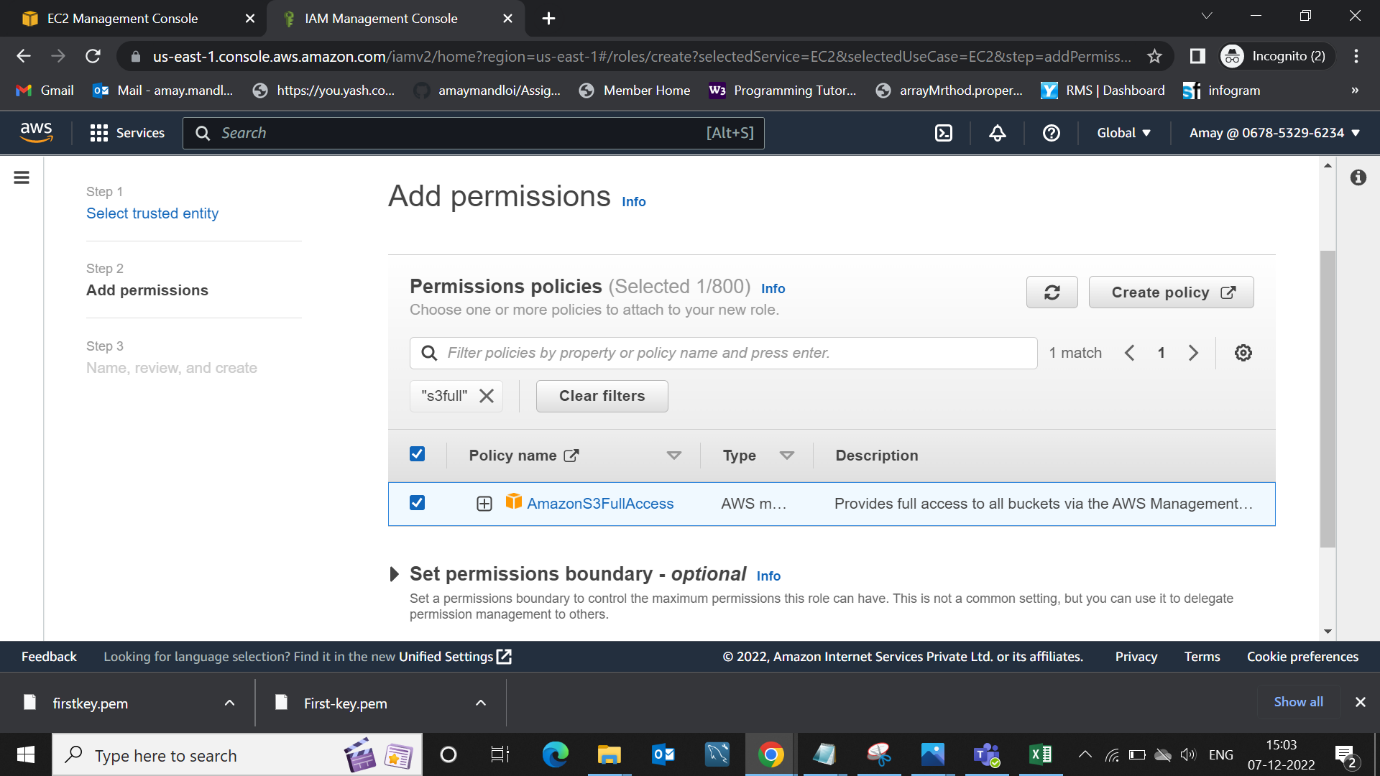 EC2 Management Console
IAM Management Console
us-east-1.console.aws.amazon.com/iamv2/home?region=us-east-1#/roles/create?selectedService=EC2&selectedUseCase=EC2&step=addPermiss...
Incognito (2)
Gmail
Mail - amay.mandl...
https://you.yash.co...
amaymandloi/Assig...
Member Home
Programming Tutor...
arrayMrthod.proper...
RMS | Dashboard
infogram
»
aws
Services
Search
[Alt+S]
Global
Amay @ 0678-5329-6234
Step 1
Select trusted entity
Step 2
Add permissions
Step 3
Name, review, and create
Add permissions Info
Permissions policies (Selected 1/800) Info
Choose one or more policies to attach to your new role.
Create policy
Filter policies by property or policy name and press enter.
1 match
1
"s3full"
Clear filters
Policy name
Type
Description
AmazonS3FullAccess
AWS m...
Provides full access to all buckets via the AWS Management...
Set permissions boundary - optional Info
Set a permissions boundary to control the maximum permissions this role can have. This is not a common setting, but you can use it to delegate
permission management to others.
Feedback
Looking for language selection? Find it in the new Unified Settings
© 2022, Amazon Internet Services Private Ltd. or its affiliates.
Privacy
Terms
Cookie preferences
firstkey.pem
First-key.pem
Show all
Type here to search
ENG
15:03
07-12-2022
2